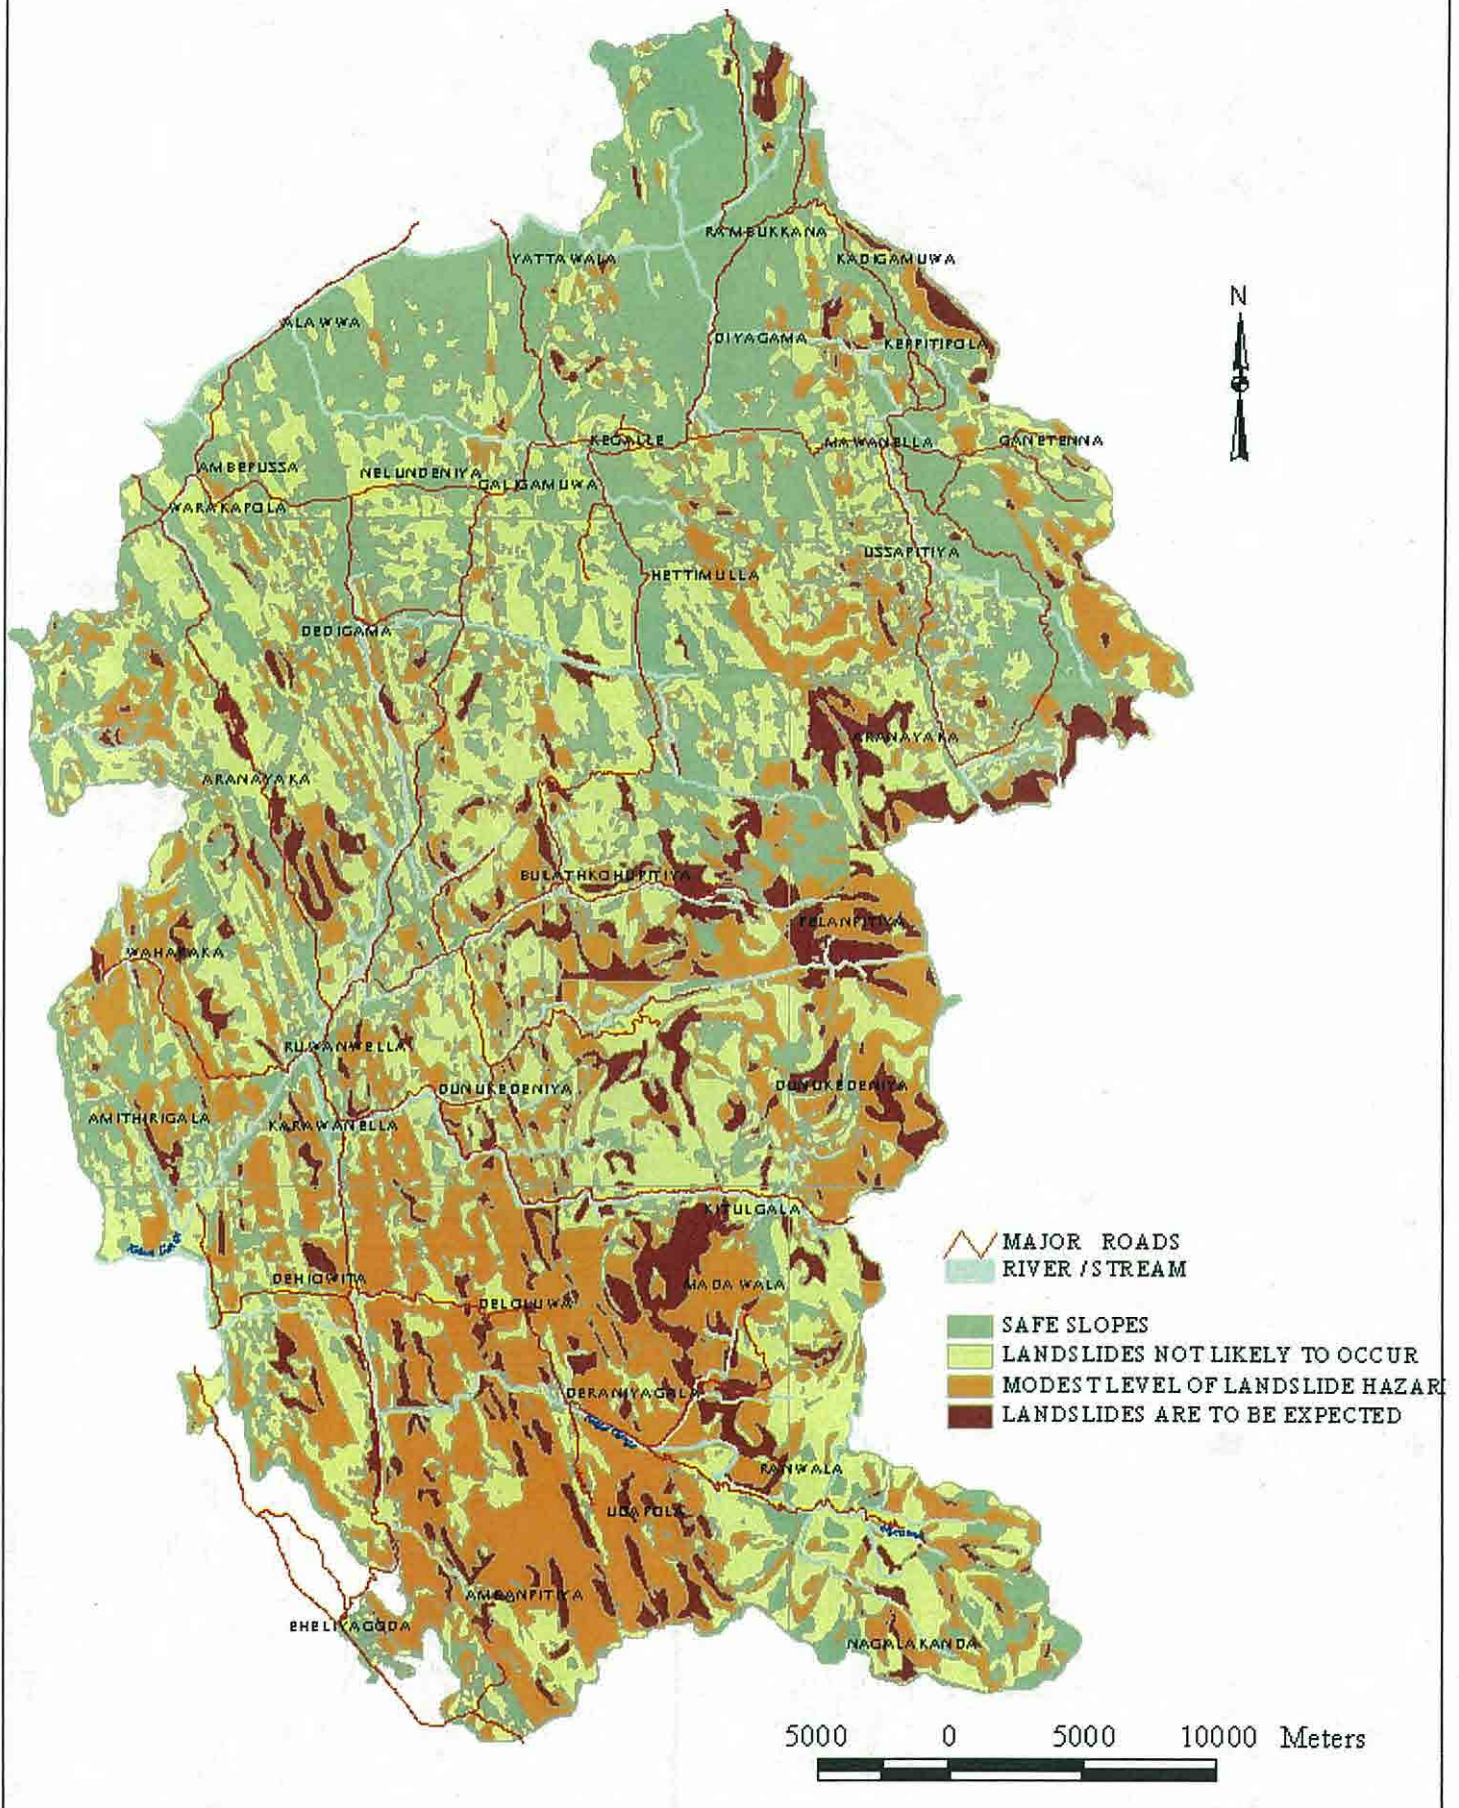 RAMBUKKANA
YATTAWALA
KADIGAMUWA
N
ALAWWA
DIYAGAMA
KEPPITIPOLA
KEGALLE
MAWANELLA
GANETENNA
AMBEPUSSA
NELUNDENIYA
GALIGAMUWA
WARAKAPOLA
USSAPITIYA
HETTIMULLA
DEDIGAMA
ARANAYAKA
ARANAYAKA
BULATHKOHUPITIYA
PELANPITIYA
WAHARAKA
RUWANWELLA
DUNUKEDENIYA
DUNUKEDENIYA
AMITHIRIGALA
KARAWANELLA
KITULGALA
MAJOR ROADS
RIVER / STREAM
DEHIOWITA
MADAWALA
DELOLUWA
SAFE SLOPES
LANDSLIDES NOT LIKELY TO OCCUR
MODEST LEVEL OF LANDSLIDE HAZAR
LANDSLIDES ARE TO BE EXPECTED
DERANIYAGALA
PANWALA
UDAPOLA
AMBANPITIYA
EHELIYAGODA
NAGALAKANDA
5000 0 5000 10000 Meters